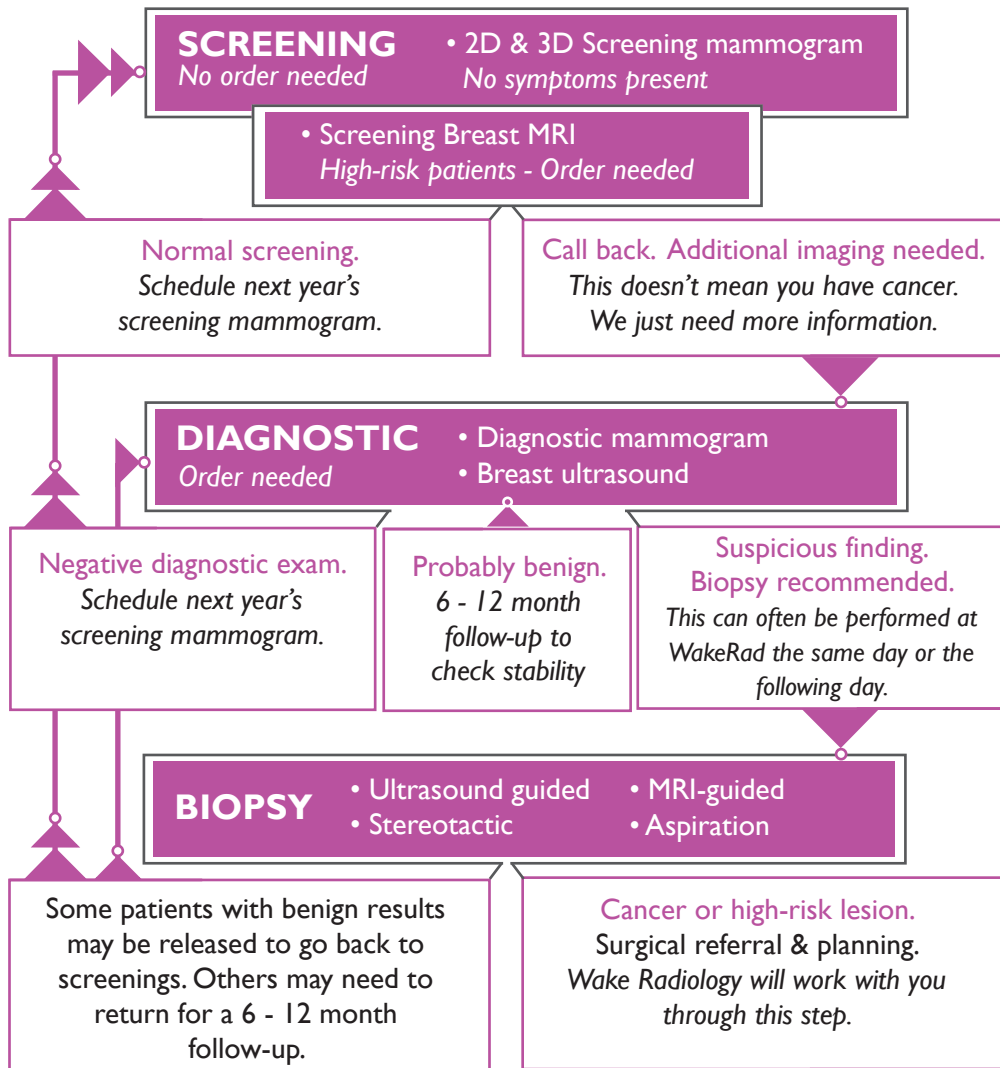 SCREENING
No order needed
• 2D & 3D Screening mammogram
No symptoms present
• Screening Breast MRI
High-risk patients - Order needed
Normal screening.
Schedule next year’s
screening mammogram.
Call back. Additional imaging needed.
This doesn’t mean you have cancer.
We just need more information.
DIAGNOSTIC
Order needed
• Diagnostic mammogram
• Breast ultrasound
Negative diagnostic exam.
Schedule next year’s
screening mammogram.
Probably benign.
6 - 12 month
follow-up to
check stability
Suspicious finding.
Biopsy recommended.
This can often be performed at
WakeRad the same day or the
following day.
BIOPSY
• Ultrasound guided
• Stereotactic
• MRI-guided
• Aspiration
Some patients with benign results
may be released to go back to
screenings. Others may need to
return for a 6 - 12 month
follow-up.
Cancer or high-risk lesion.
Surgical referral & planning.
Wake Radiology will work with you
through this step.